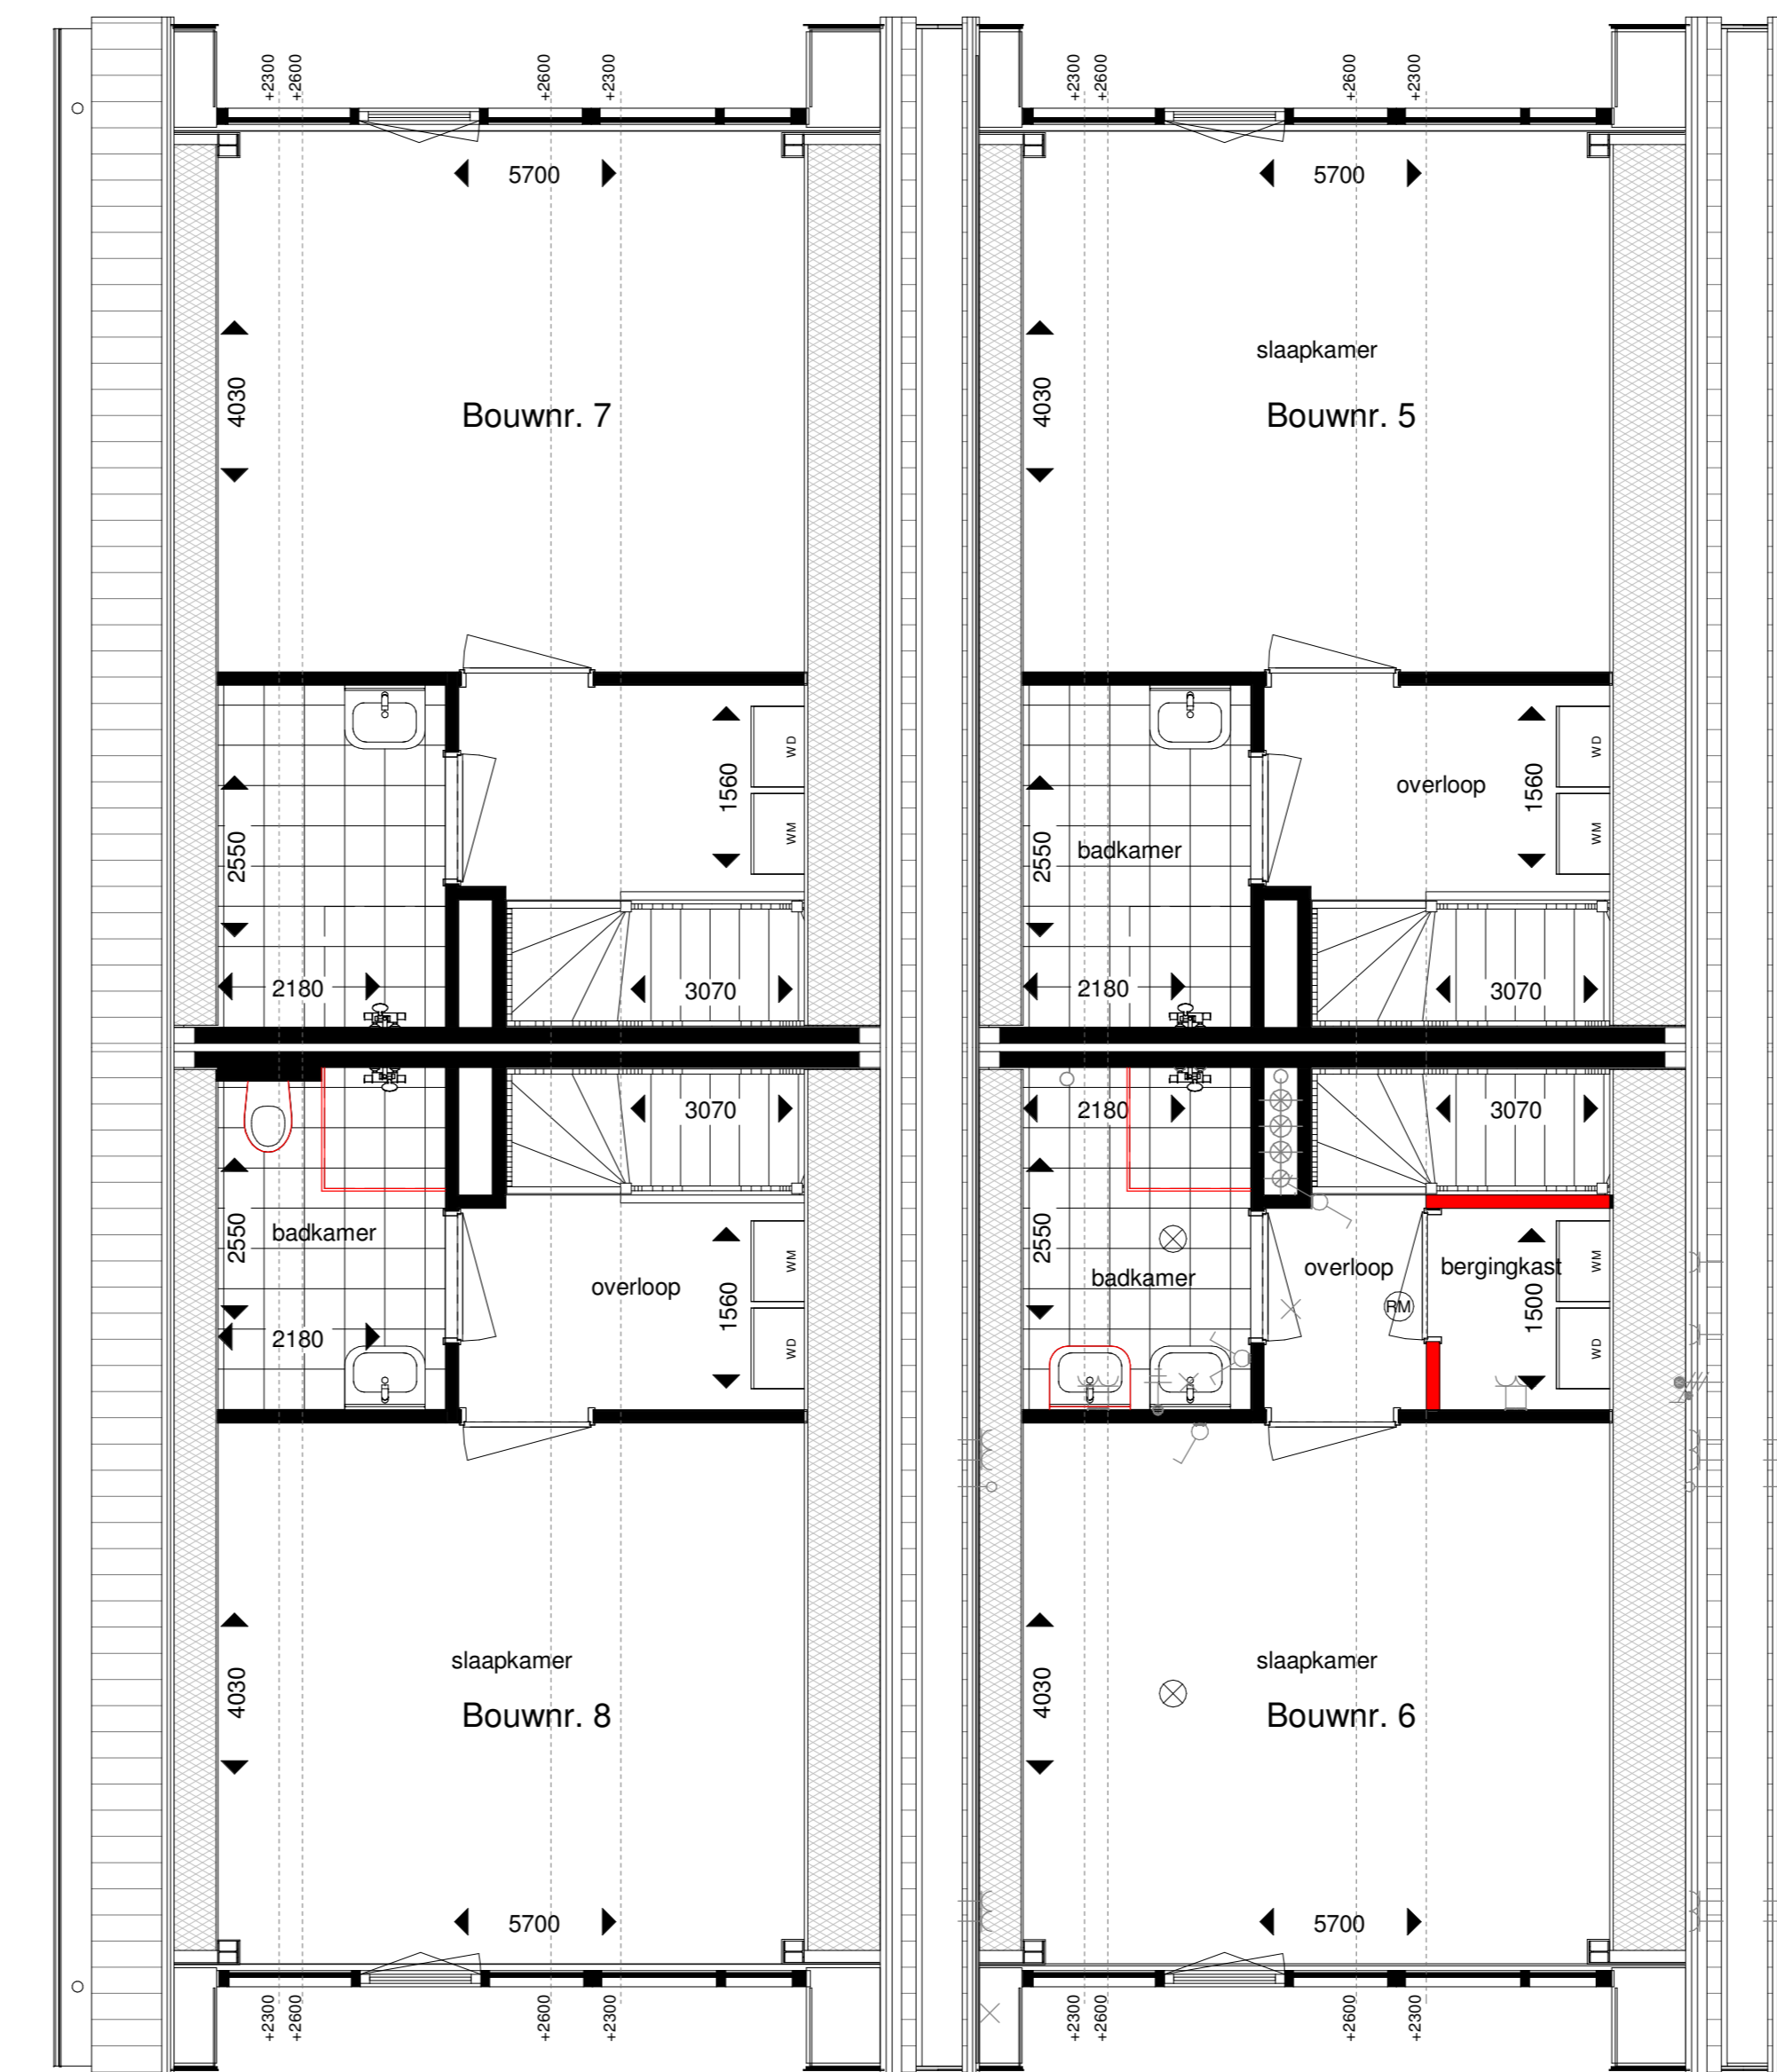 +2300 +2600 +2600 +2300 +2300 +2600 +2600 +2300
5700 5700
slaapkamer
4030 Bouwnr. 7 4030 Bouwnr. 5
WD WD
1560 overloop 1560
WM WM
2550 2550 badkamer
2180 3070 2180 3070
3070 2180 3070
2550 badkamer 2550
WM overloop bergingkast WM
overloop badkamer
1560 RM 1500
2180 WD WD
slaapkamer slaapkamer
4030 Bouwnr. 8 4030 Bouwnr. 6
5700 5700
+2300 +2600 +2600 +2300 +2300 +2600 +2600 +2300